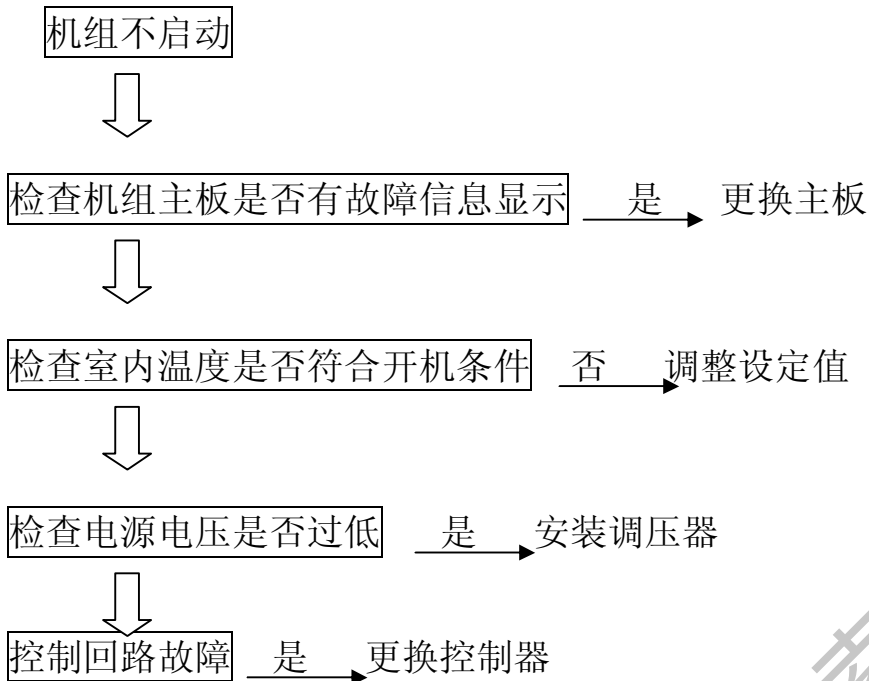 机组不启动
检查机组主板是否有故障信息显示 是 更换主板
检查室内温度是否符合开机条件 否 调整设定值
检查电源电压是否过低 是 安装调压器
控制回路故障 是 更换控制器